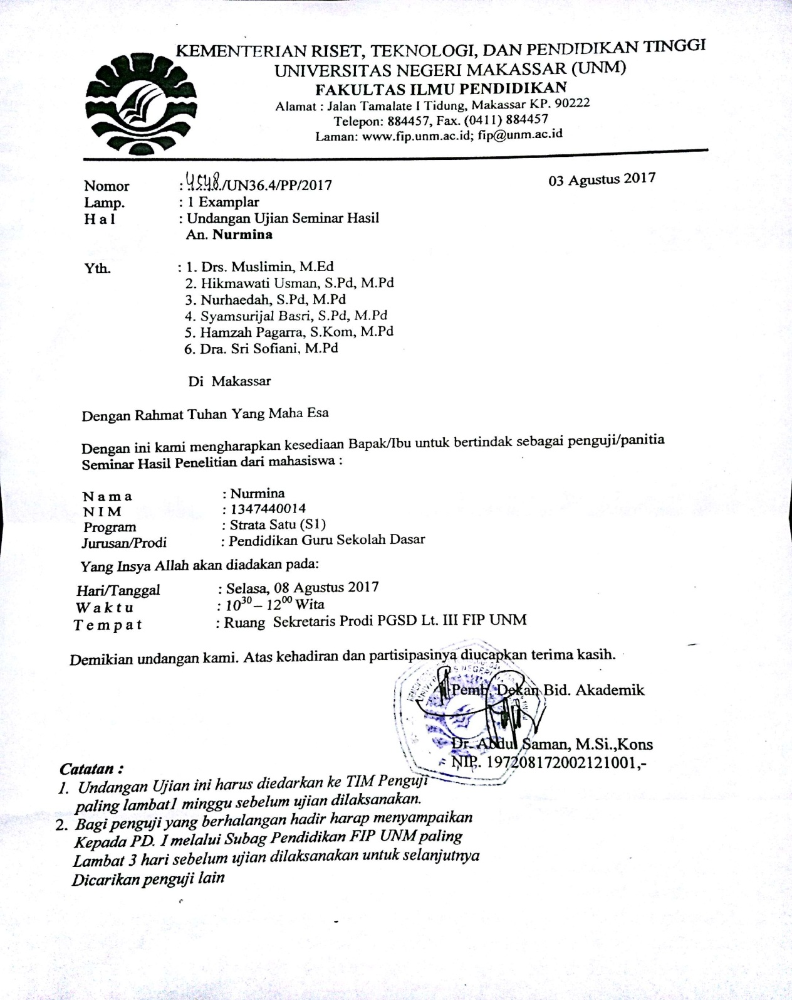 KEMENTERIAN RISET, TEKNOLOGI, DAN PENDIDIKAN TINGGI
UNIVERSITAS NEGERI MAKASSAR (UNM)
FAKULTAS ILMU PENDIDIKAN
Alamat : Jalan Tamalate I Tidung, Makassar KP. 90222
Telepon: 884457, Fax. (0411) 884457
Laman: www.fip.unm.ac.id; fip@unm.ac.id
Nomor : 4548/UN36.4/PP/2017 03 Agustus 2017
Lamp. : 1 Examplar
H a l : Undangan Ujian Seminar Hasil
An. Nurmina
Yth. : 1. Drs. Muslimin, M.Ed
2. Hikmawati Usman, S.Pd, M.Pd
3. Nurhaedah, S.Pd, M.Pd
4. Syamsurijal Basri, S.Pd, M.Pd
5. Hamzah Pagarra, S.Kom, M.Pd
6. Dra. Sri Sofiani, M.Pd
Di Makassar
Dengan Rahmat Tuhan Yang Maha Esa
Dengan ini kami mengharapkan kesediaan Bapak/Ibu untuk bertindak sebagai penguji/panitia
Seminar Hasil Penelitian dari mahasiswa :
N a m a : Nurmina
N I M : 1347440014
Program : Strata Satu (S1)
Jurusan/Prodi : Pendidikan Guru Sekolah Dasar
Yang Insya Allah akan diadakan pada:
Hari/Tanggal : Selasa, 08 Agustus 2017
W a k t u : 10³⁰ – 12⁰⁰ Wita
T e m p a t : Ruang Sekretaris Prodi PGSD Lt. III FIP UNM
Demikian undangan kami. Atas kehadiran dan partisipasinya diucapkan terima kasih.
Pemb. Dekan Bid. Akademik
Dr. Abdul Saman, M.Si.,Kons
NIP. 197208172002121001,-
Catatan :
1. Undangan Ujian ini harus diedarkan ke TIM Penguji
paling lambat1 minggu sebelum ujian dilaksanakan.
2. Bagi penguji yang berhalangan hadir harap menyampaikan
Kepada PD. I melalui Subag Pendidikan FIP UNM paling
Lambat 3 hari sebelum ujian dilaksanakan untuk selanjutnya
Dicarikan penguji lain